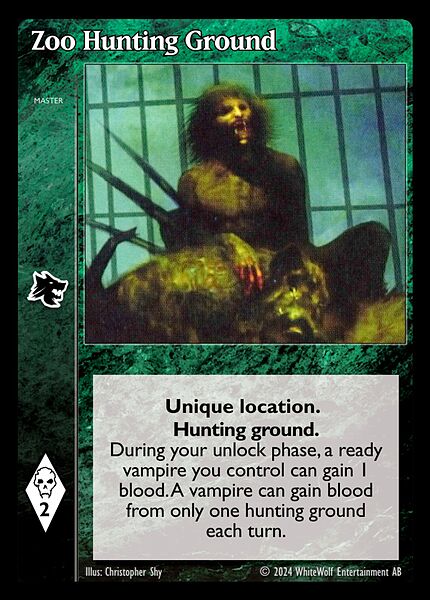 Zoo Hunting Ground
MASTER
Unique location.
Hunting ground.
During your unlock phase, a ready
vampire you control can gain 1
blood. A vampire can gain blood
from only one hunting ground
each turn.
2
Illus: Christopher Shy
© 2024 WhiteWolf Entertainment AB